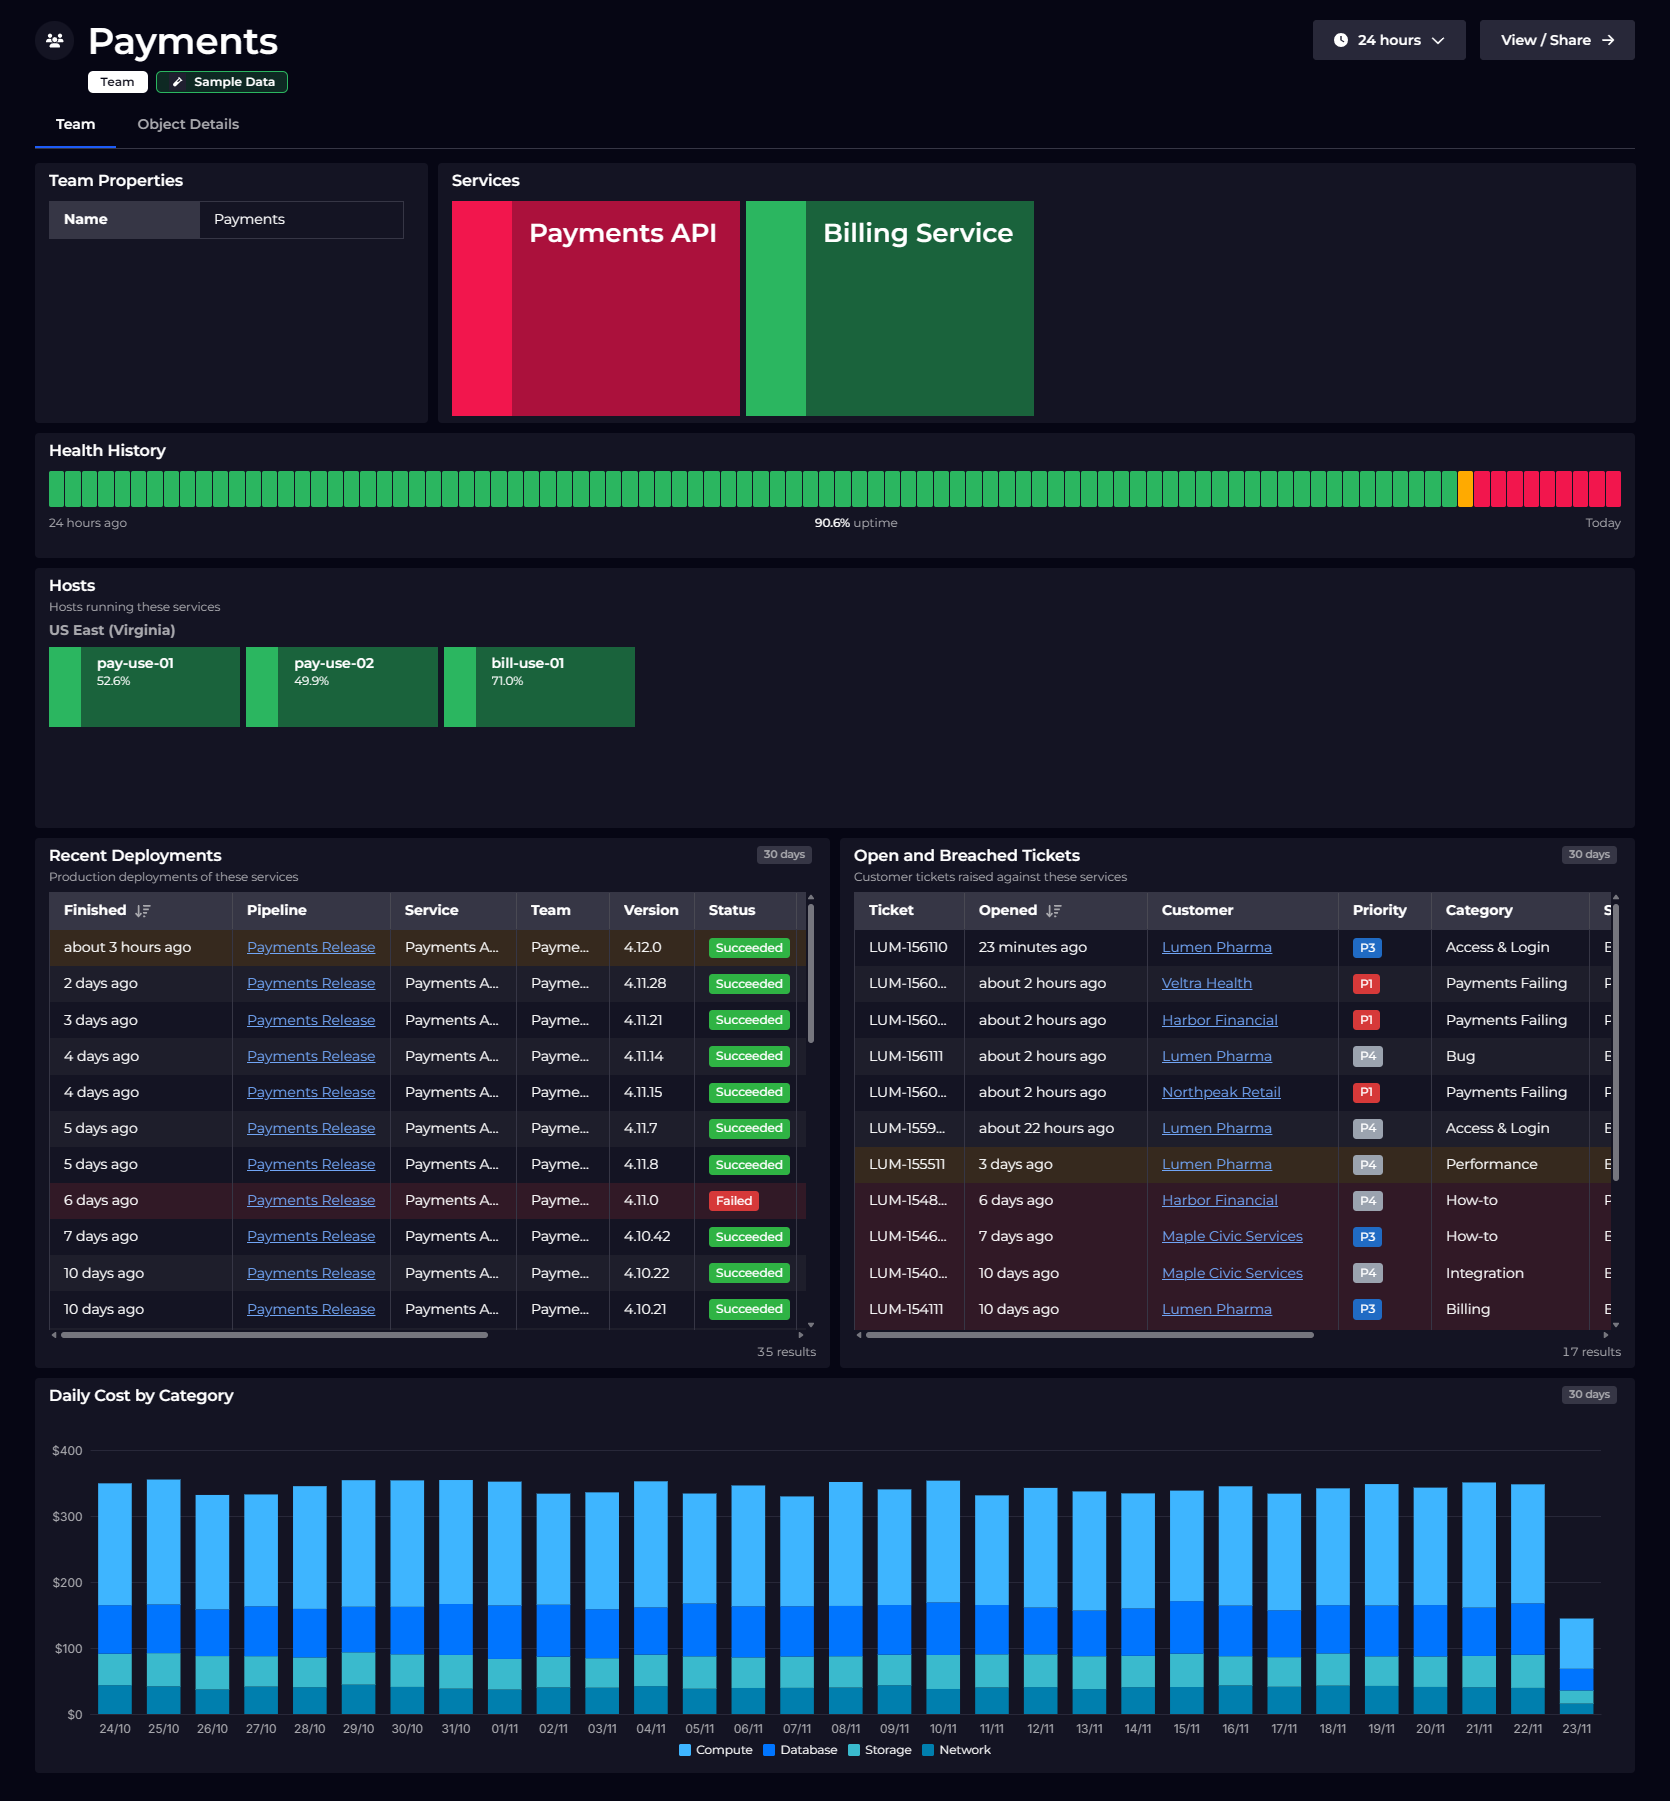 Payments
24 hours
View / Share
Team
Sample Data
Team
Object Details
Team Properties
Name Payments
Services
Payments API
Billing Service
Health History
24 hours ago
90.6% uptime
Today
Hosts
Hosts running these services
US East (Virginia)
pay-use-01
52.6%
pay-use-02
49.9%
bill-use-01
71.0%
Recent Deployments
30 days
Production deployments of these services
Finished Pipeline Service Team Version Status
about 3 hours ago Payments Release Payments A... Payme... 4.12.0 Succeeded
2 days ago Payments Release Payments A... Payme... 4.11.28 Succeeded
3 days ago Payments Release Payments A... Payme... 4.11.21 Succeeded
4 days ago Payments Release Payments A... Payme... 4.11.14 Succeeded
4 days ago Payments Release Payments A... Payme... 4.11.15 Succeeded
5 days ago Payments Release Payments A... Payme... 4.11.7 Succeeded
5 days ago Payments Release Payments A... Payme... 4.11.8 Succeeded
6 days ago Payments Release Payments A... Payme... 4.11.0 Failed
7 days ago Payments Release Payments A... Payme... 4.10.42 Succeeded
10 days ago Payments Release Payments A... Payme... 4.10.22 Succeeded
10 days ago Payments Release Payments A... Payme... 4.10.21 Succeeded
35 results
Open and Breached Tickets
30 days
Customer tickets raised against these services
Ticket Opened Customer Priority Category
LUM-156110 23 minutes ago Lumen Pharma P3 Access & Login
LUM-1560... about 2 hours ago Veltra Health P1 Payments Failing
LUM-1560... about 2 hours ago Harbor Financial P1 Payments Failing
LUM-156111 about 2 hours ago Lumen Pharma P4 Bug
LUM-1560... about 2 hours ago Northpeak Retail P1 Payments Failing
LUM-1559... about 22 hours ago Lumen Pharma P4 Access & Login
LUM-155511 3 days ago Lumen Pharma P4 Performance
LUM-1548... 6 days ago Harbor Financial P4 How-to
LUM-1546... 7 days ago Maple Civic Services P3 How-to
LUM-1540... 10 days ago Maple Civic Services P4 Integration
LUM-154111 10 days ago Lumen Pharma P3 Billing
17 results
Daily Cost by Category
30 days
$400
$300
$200
$100
$0
24/10 25/10 26/10 27/10 28/10 29/10 30/10 31/10 01/11 02/11 03/11 04/11 05/11 06/11 07/11 08/11 09/11 10/11 11/11 12/11 13/11 14/11 15/11 16/11 17/11 18/11 19/11 20/11 21/11 22/11 23/11
Compute Database Storage Network